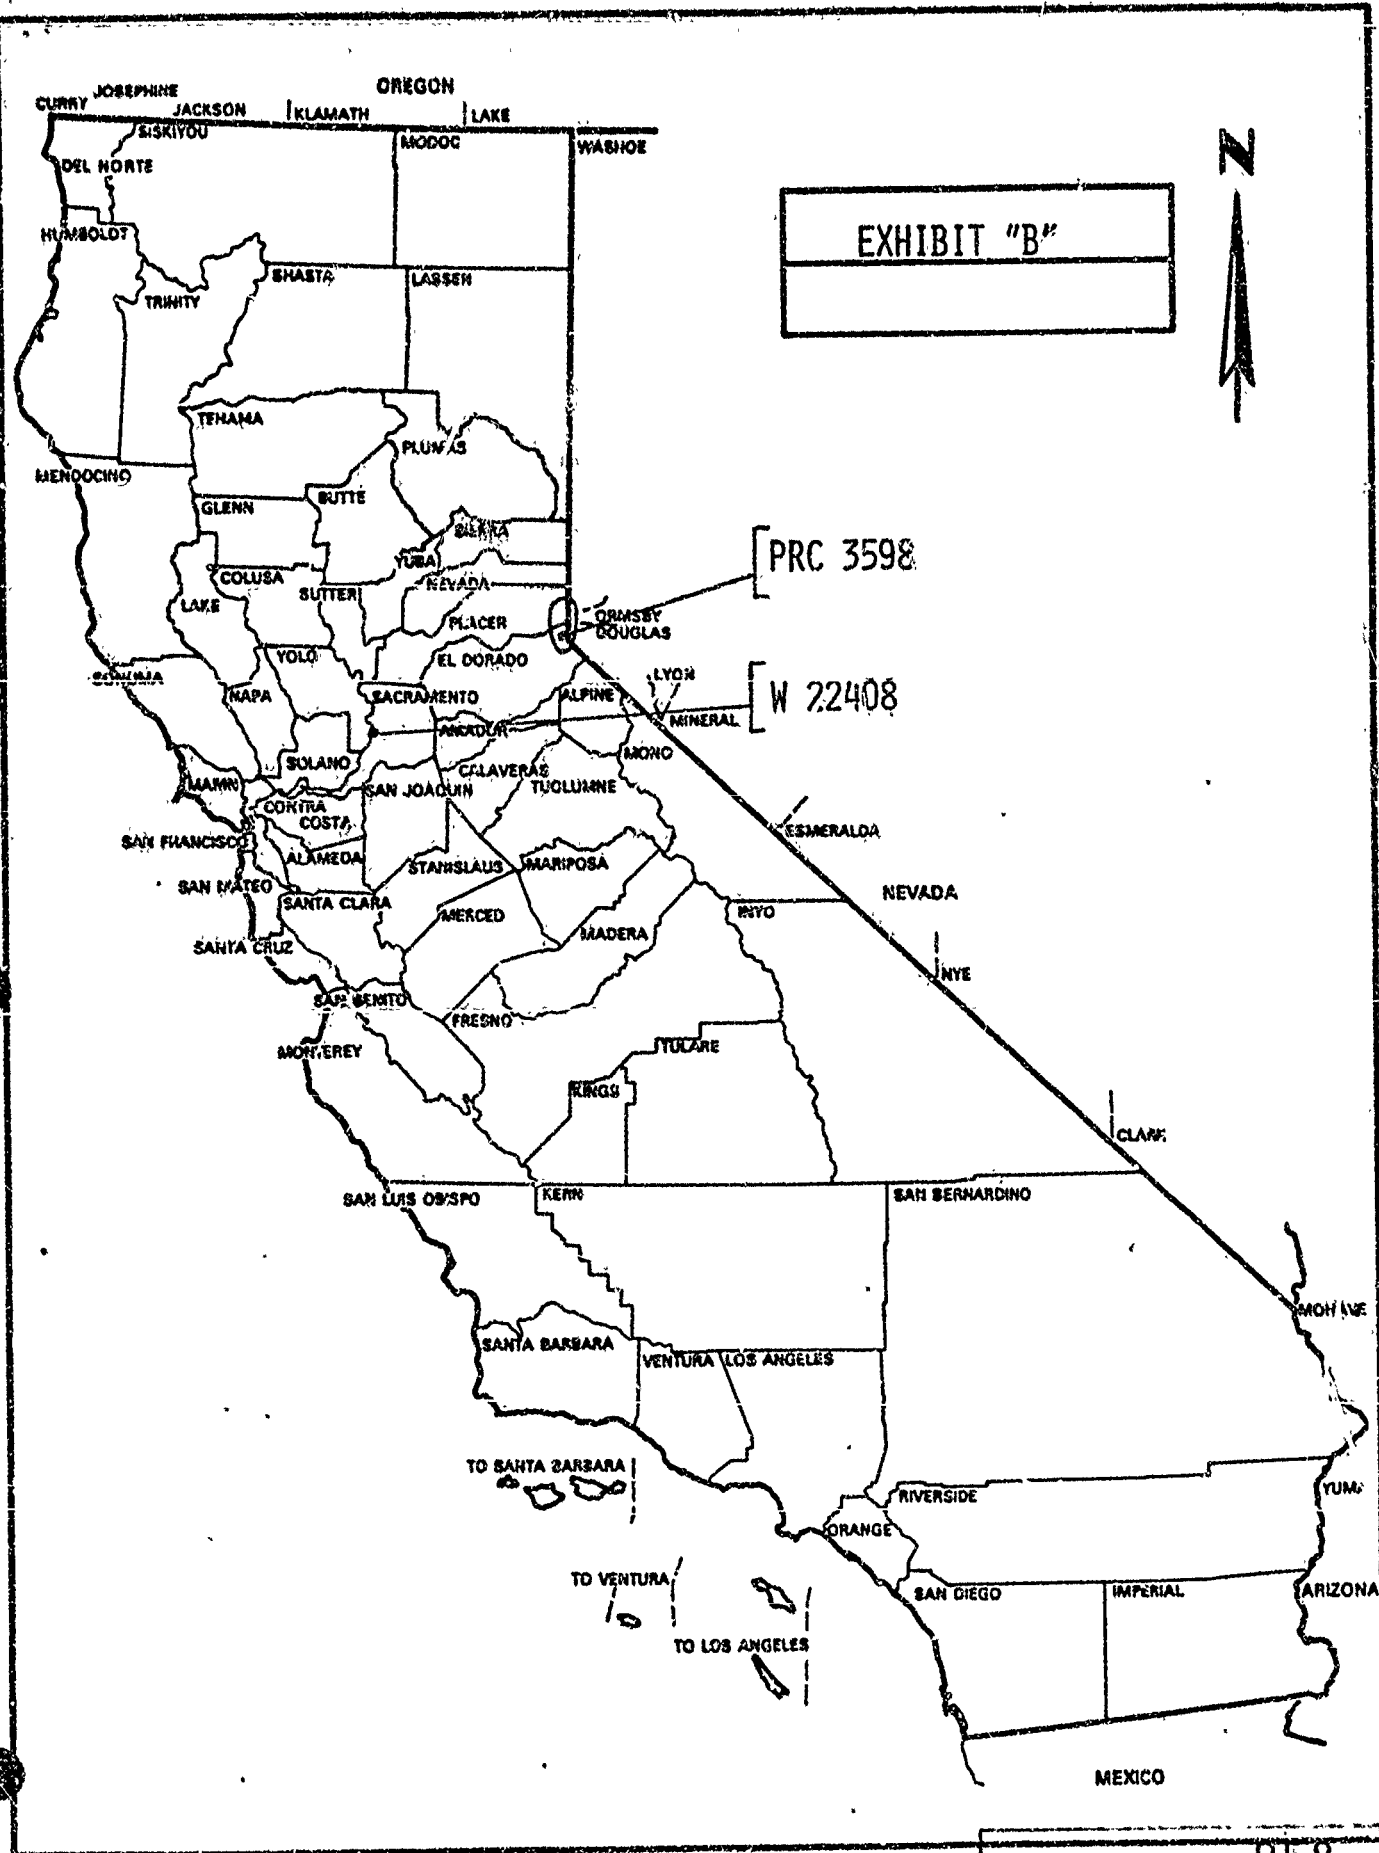 OREGON
CURRY JOSEPHINE JACKSON KLAMATH LAKE
SISKIYOU MODOC WASHOE
DEL NORTE
HUMBOLDT
EXHIBIT "B"
SHASTA LASSEN
TRINITY
TEHAMA
PLUMAS
MENDOCINO
BUTTE
GLENN
SIERRA
PRC 3598
YUBA
COLUSA NEVADA
SUTTER
LAKE
ORMSBY
PLACER
DOUGLAS
YOLO EL DORADO
LYON
SONOMA
NAPA SACRAMENTO ALPINE
W 22408
MINERAL
AMADOR
MONO
SOLANO
CALAVERAS
MARIN SAN JOAQUIN TUOLUMNE
CONTRA
COSTA
ESMERALDA
SAN FRANCISCO
ALAMEDA STANISLAUS MARIPOSA
SAN MATEO
NEVADA
SANTA CLARA
INYO
MERCED
MADERA
SANTA CRUZ
NYE
SAN BENITO
FRESNO
MONTEREY TULARE
KINGS
CLARK
SAN LUIS OBISPO KERN SAN BERNARDINO
MOHAVE
SANTA BARBARA
VENTURA LOS ANGELES
TO SANTA BARBARA
YUMA
RIVERSIDE
ORANGE
TO VENTURA
SAN DIEGO IMPERIAL ARIZONA
TO LOS ANGELES
MEXICO